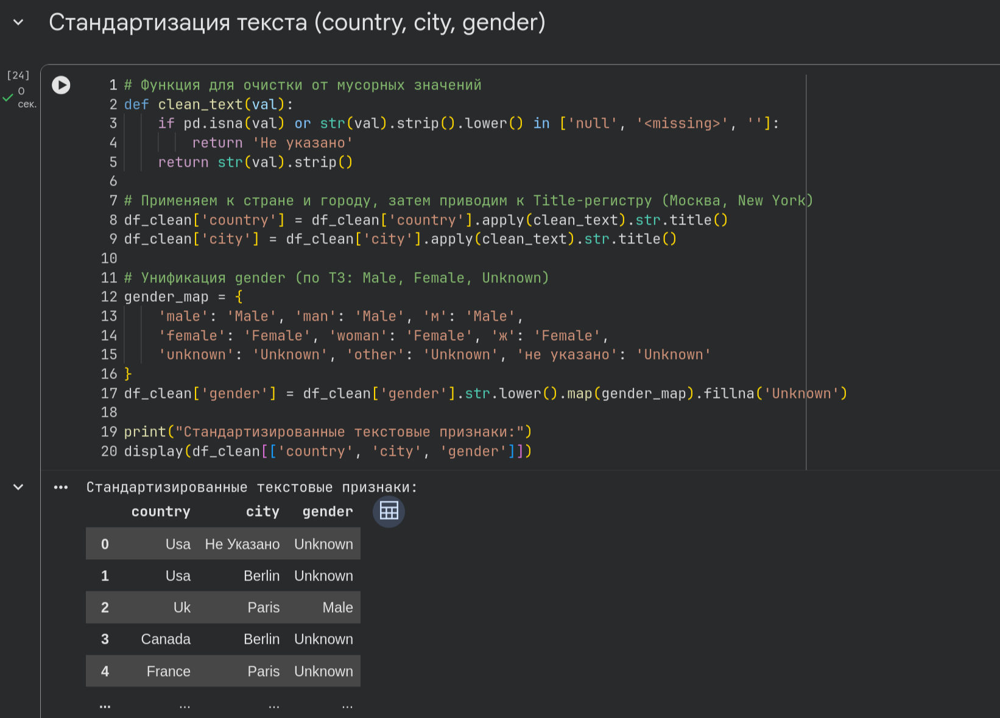 Стандартизация текста (country, city, gender)
[24]
0
сек.
1 # Функция для очистки от мусорных значений
2 def clean_text(val):
3     if pd.isna(val) or str(val).strip().lower() in ['null', '<missing>', '']:
4         return 'Не указано'
5     return str(val).strip()
6
7 # Применяем к стране и городу, затем приводим к Title-регистру (Москва, New York)
8 df_clean['country'] = df_clean['country'].apply(clean_text).str.title()
9 df_clean['city'] = df_clean['city'].apply(clean_text).str.title()
10
11 # Унификация gender (по ТЗ: Male, Female, Unknown)
12 gender_map = {
13     'male': 'Male', 'man': 'Male', 'м': 'Male',
14     'female': 'Female', 'woman': 'Female', 'ж': 'Female',
15     'unknown': 'Unknown', 'other': 'Unknown', 'не указано': 'Unknown'
16 }
17 df_clean['gender'] = df_clean['gender'].str.lower().map(gender_map).fillna('Unknown')
18
19 print("Стандартизированные текстовые признаки:")
20 display(df_clean[['country', 'city', 'gender']])
Стандартизированные текстовые признаки:
country city gender
0 Usa Не Указано Unknown
1 Usa Berlin Unknown
2 Uk Paris Male
3 Canada Berlin Unknown
4 France Paris Unknown
... ... ... ...